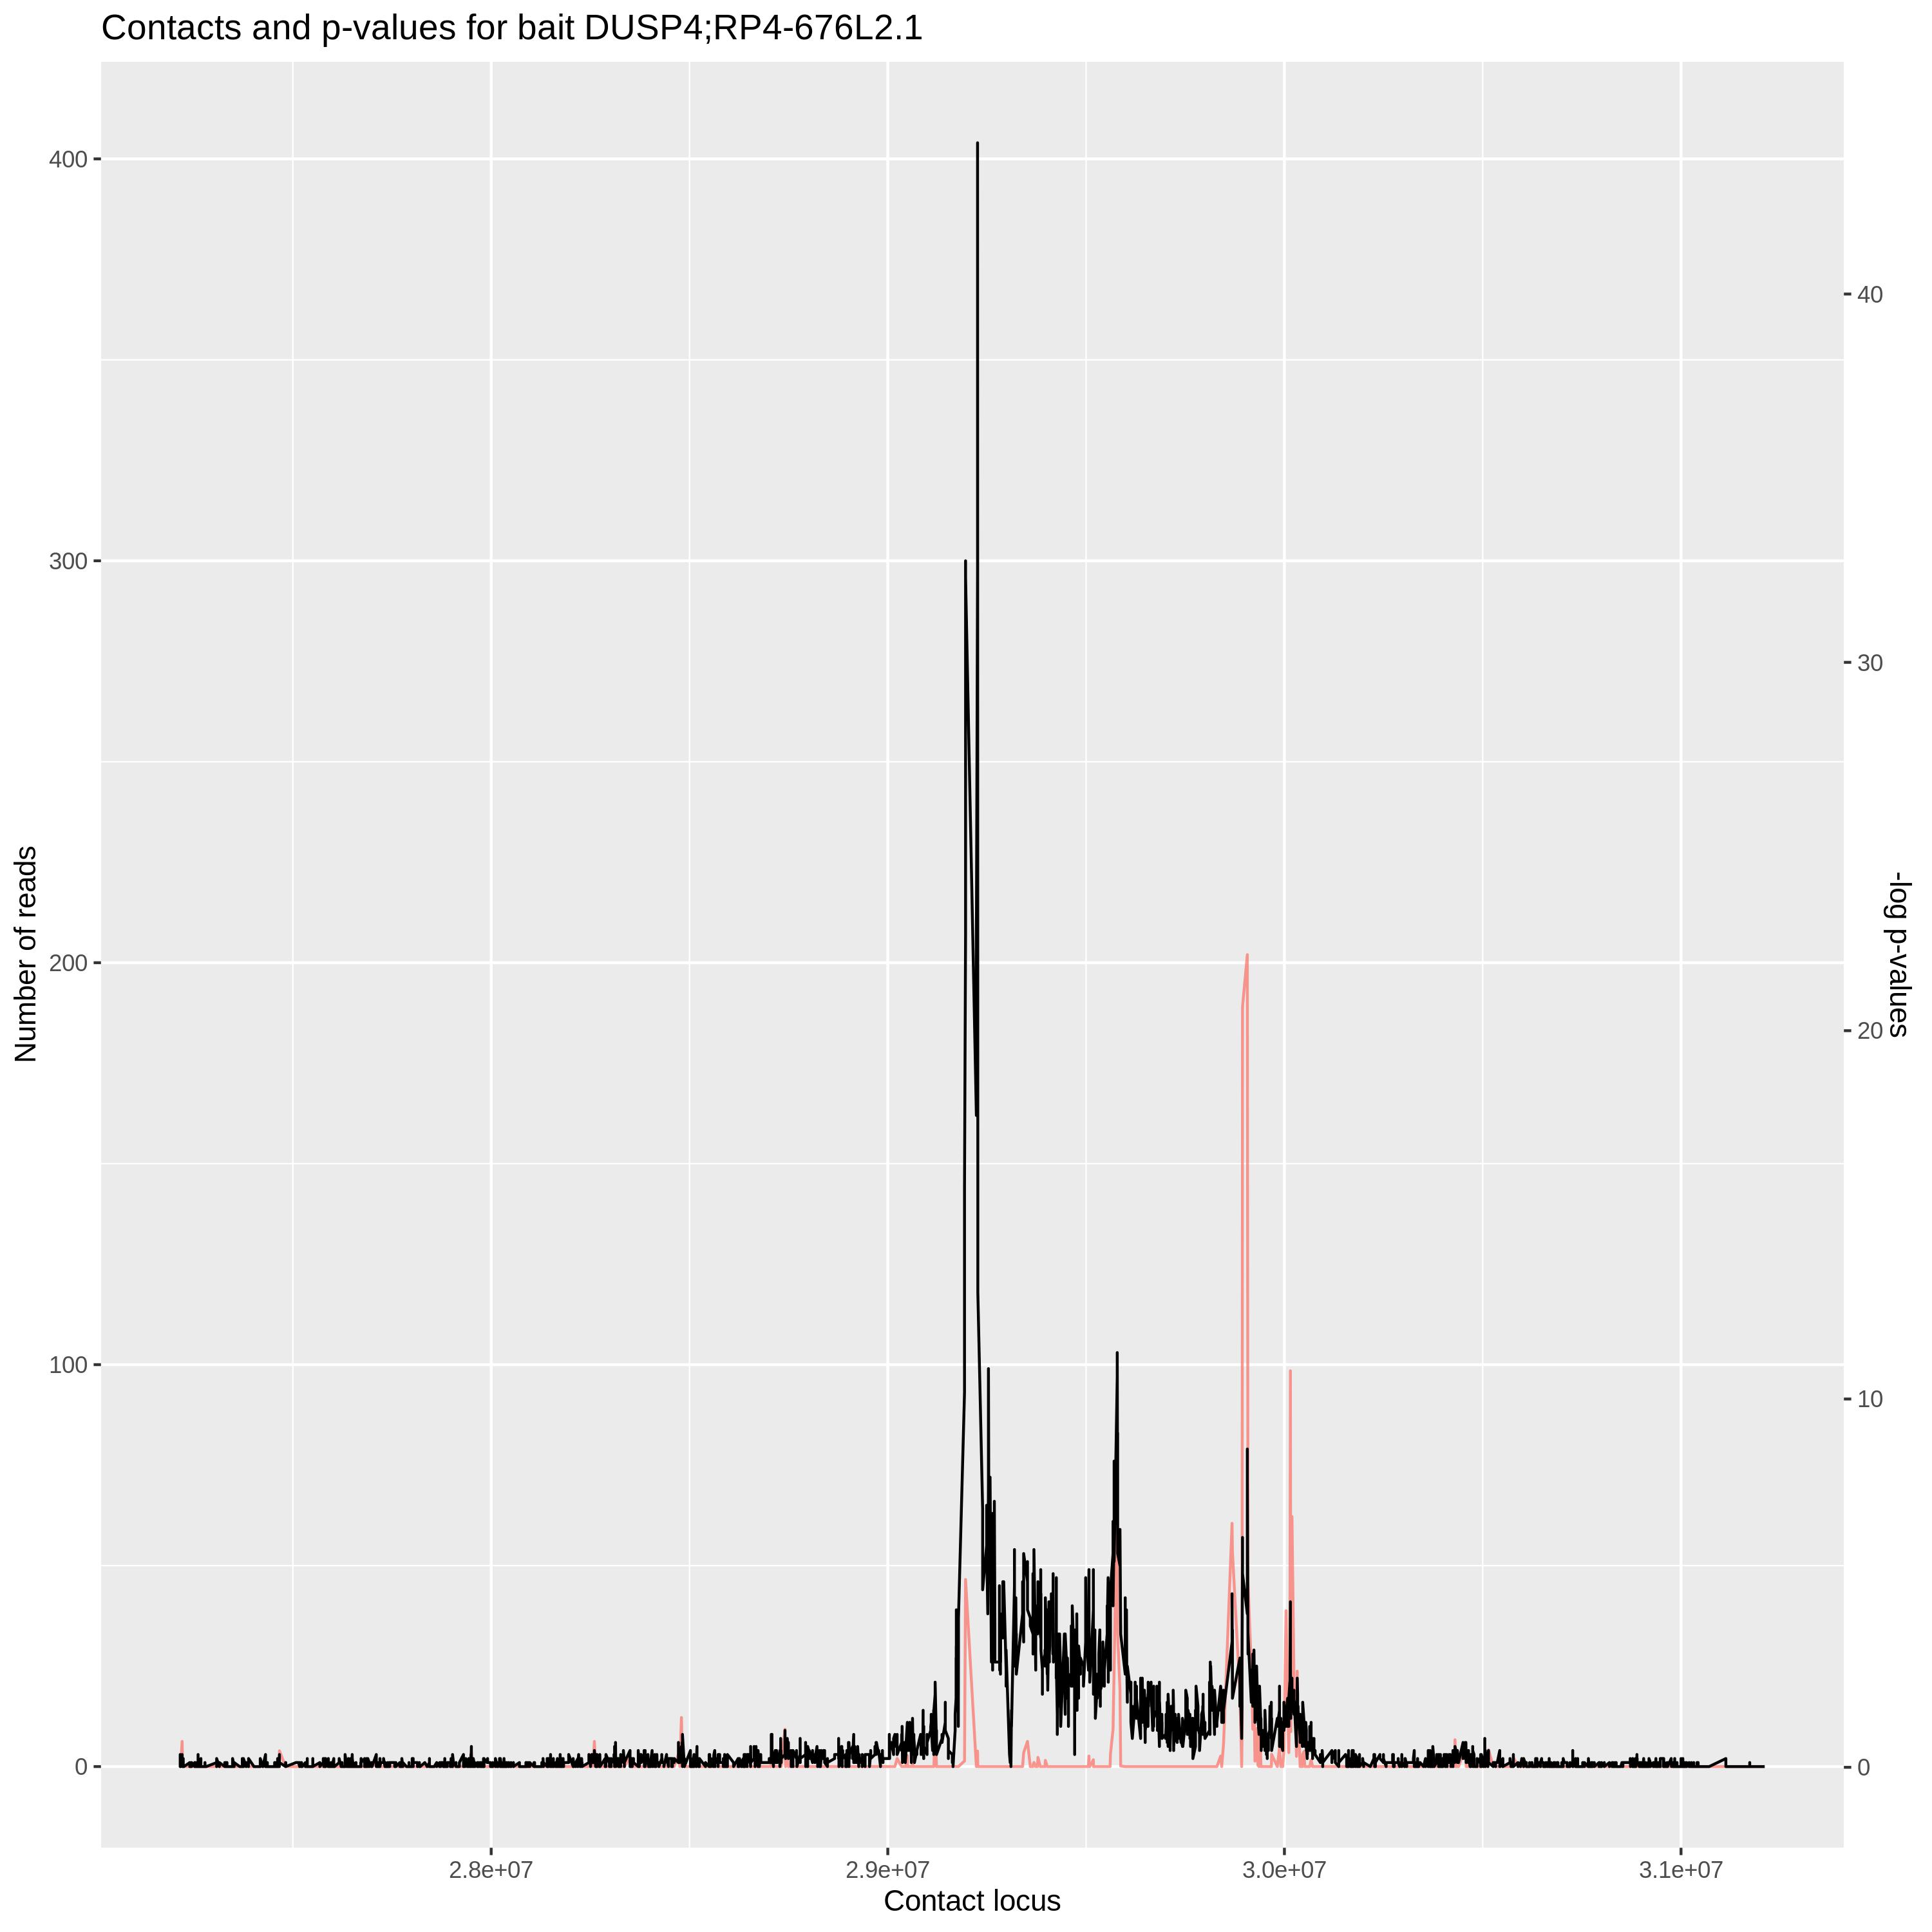 Contacts and p-values for bait DUSP4;RP4-676L2.1
400
300
200
100
0
Number of reads
40
30
20
10
0
-log p-values
2.8e+07
2.9e+07
3.0e+07
3.1e+07
Contact locus